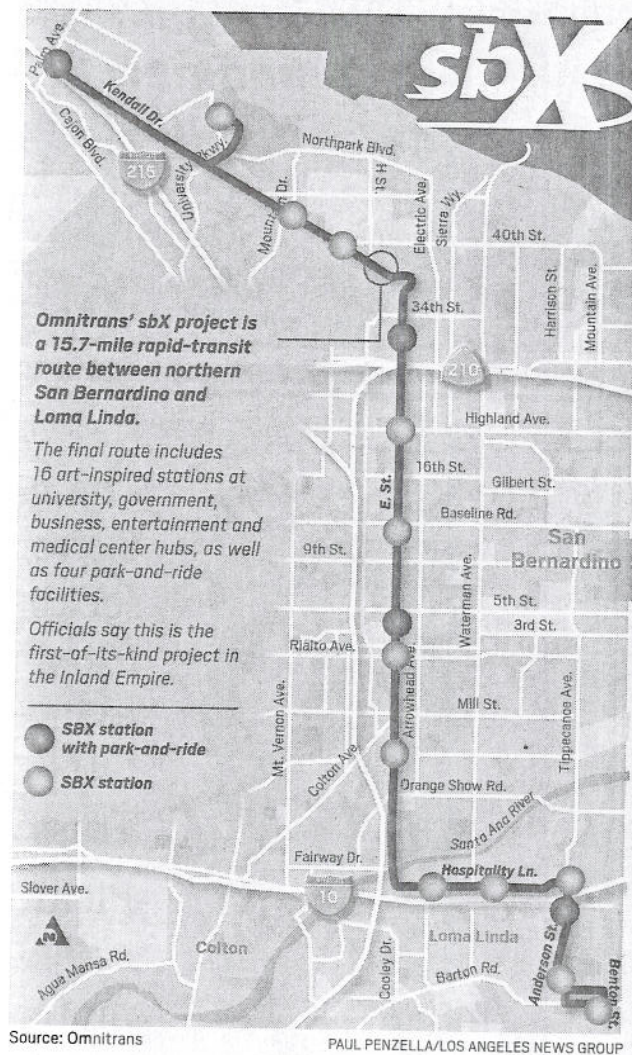 sbX
Palm Ave.
Kendall Dr.
Cajon Blvd.
INTERSTATE
215
University Pkwy.
Northpark Blvd.
Mountain Dr.
H St.
Electric Ave.
Sierra Wy.
40th St.
Harrison St.
Mountain Ave.
34th St.
Omnitrans' sbX project is
a 15.7-mile rapid-transit
route between northern
San Bernardino and
Loma Linda.
210
Highland Ave.
The final route includes
16 art-inspired stations at
university, government,
business, entertainment and
medical center hubs, as well
as four park-and-ride
facilities.
16th St.
Gilbert St.
E. St.
Baseline Rd.
San
Bernardino
9th St.
Waterman Ave.
5th St.
3rd St.
Officials say this is the
first-of-its-kind project in
the Inland Empire.
Rialto Ave.
Arrowhead Ave.
Mt. Vernon Ave.
Mill St.
Tippecanoe Ave.
SBX station
with park-and-ride
SBX station
Colton Ave.
Orange Show Rd.
Santa Ana River
Fairway Dr.
Hospitality Ln.
Slover Ave.
10
N
Colton
Loma Linda
Cooley Dr.
Anderson St.
Agua Mansa Rd.
Barton Rd.
Benton St.
Source: Omnitrans
PAUL PENZELLA/LOS ANGELES NEWS GROUP